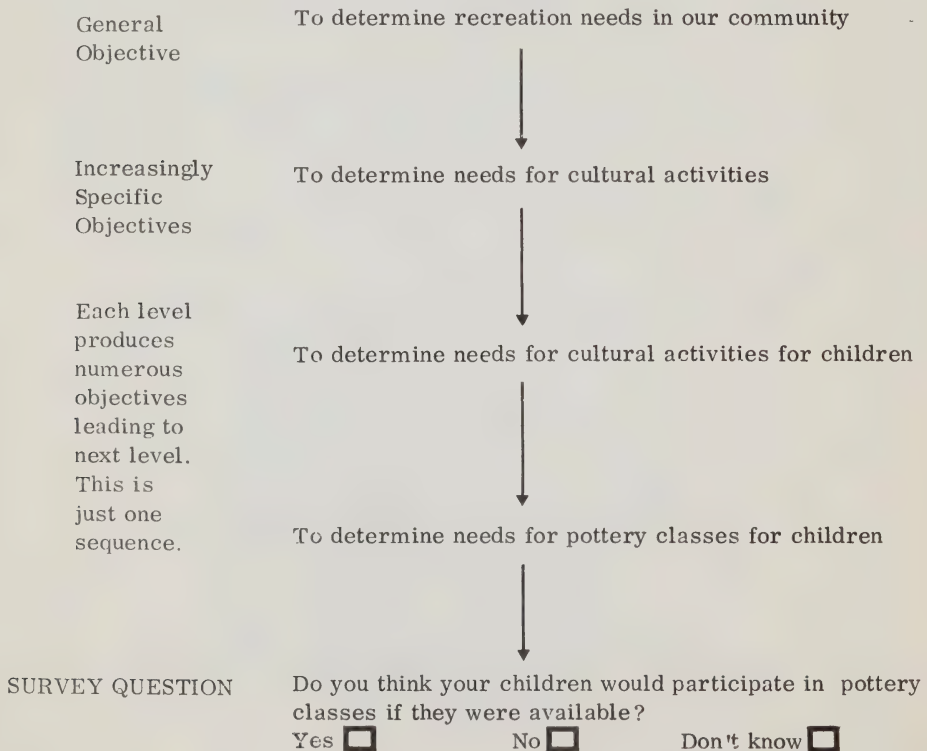 General
Objective
To determine recreation needs in our community
Increasingly
Specific
Objectives
To determine needs for cultural activities
Each level
produces
numerous
objectives
leading to
next level.
This is
just one
sequence.
To determine needs for cultural activities for children
To determine needs for pottery classes for children
SURVEY QUESTION
Do you think your children would participate in pottery
classes if they were available?
Yes No Don't know